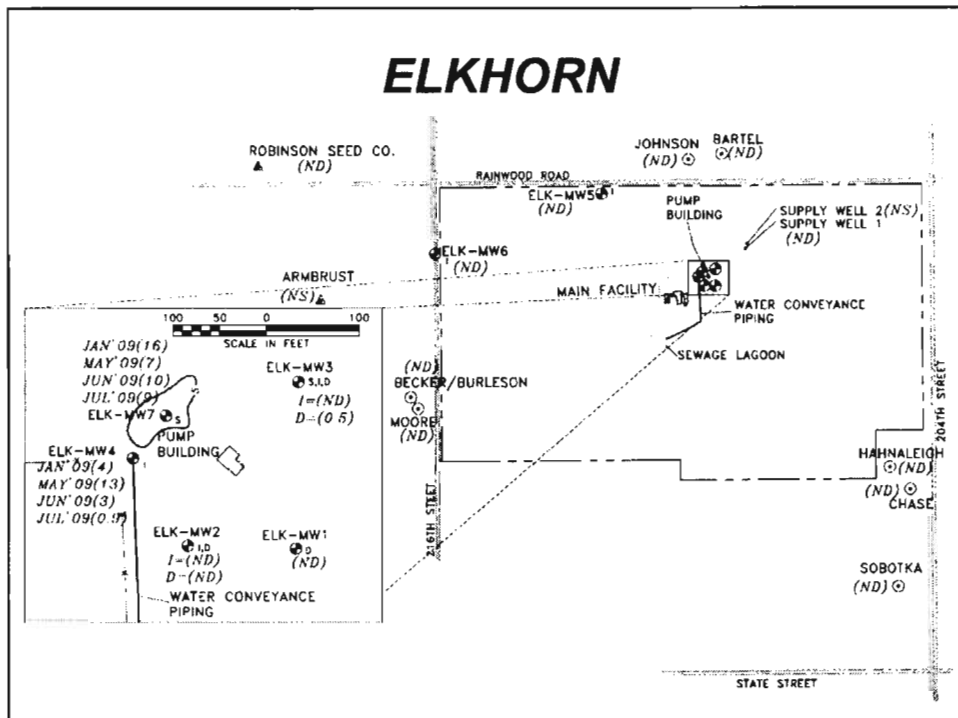 ELKHORN
ROBINSON SEED CO.
(ND)
JOHNSON
(ND)
BARTEL
(ND)
RAINWOOD ROAD
ELK-MW5
I
(ND)
PUMP
BUILDING
SUPPLY WELL 2(NS)
SUPPLY WELL 1
(ND)
ELK-MW6
(ND)
ARMBRUST
(NS)
MAIN FACILITY
WATER CONVEYANCE
PIPING
SEWAGE LAGOON
100 0 100
SCALE IN FEET
JAN'09(16)
MAY'09(7)
JUN'09(10)
JUL'09(9)
ELK-MW7
S
5
PUMP
BUILDING
ELK-MW3
S,I,D
I=(ND)
D=(0.5)
ELK-MW4
I
JAN'09(4)
MAY'09(13)
JUN'09(3)
JUL'09(0.9)
ELK-MW2
I,D
I=(ND)
D=(ND)
ELK-MW1
D
(ND)
WATER CONVEYANCE
PIPING
(ND)
BECKER/BURLESON
MOORE
(ND)
216TH STEET
204TH STREET
HAHNALEIGH
(ND)
(ND)
CHASE
SOBOTKA
(ND)
STATE STREET